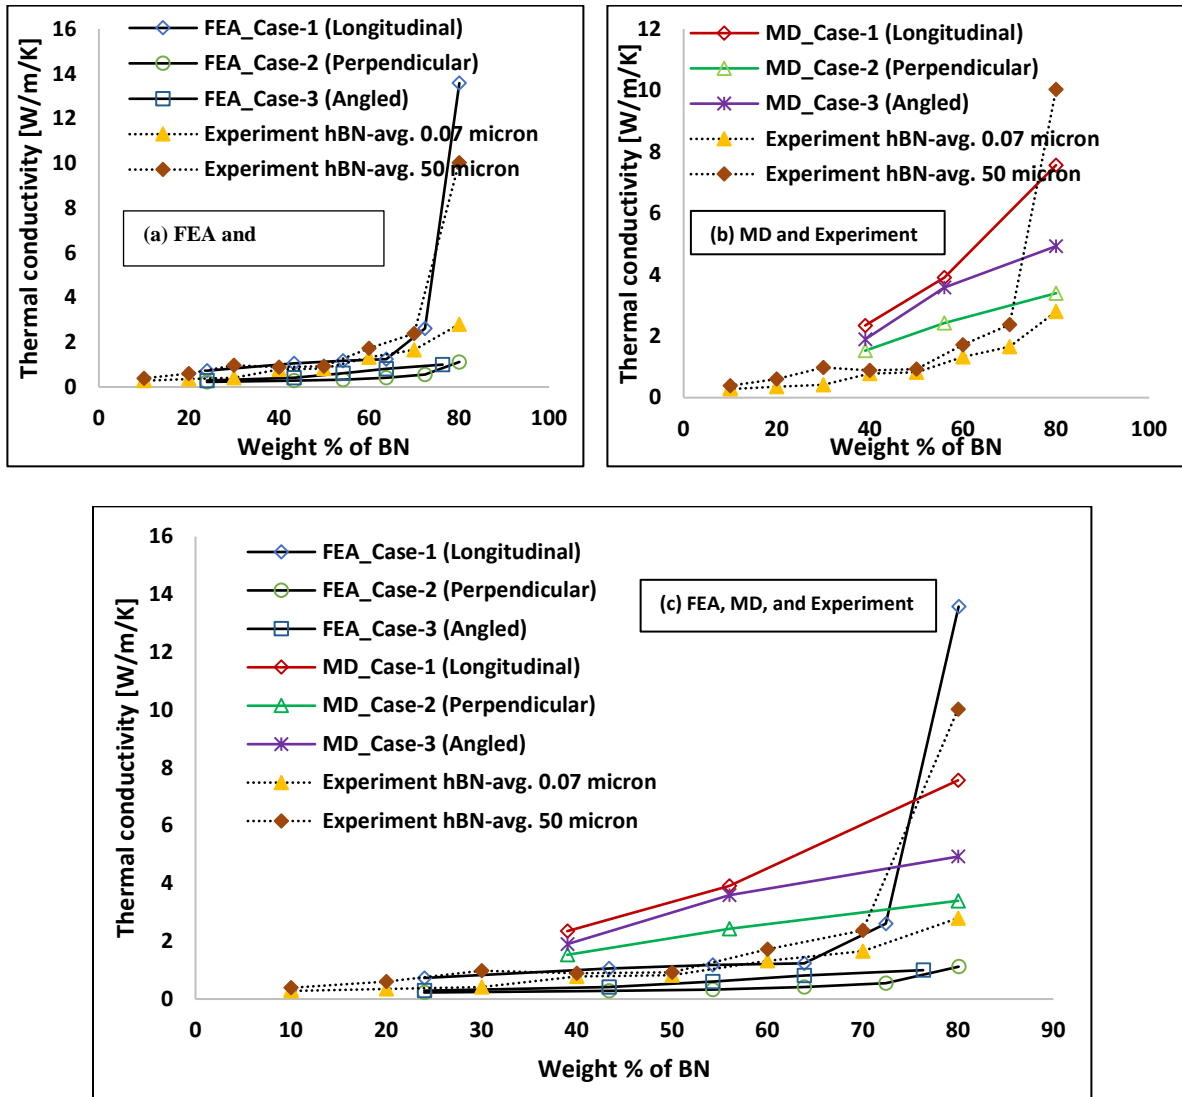 16
14
12
10
8
6
4
2
0
Thermal conductivity [W/m/K]
FEA_Case-1 (Longitudinal)
FEA_Case-2 (Perpendicular)
FEA_Case-3 (Angled)
Experiment hBN-avg. 0.07 micron
Experiment hBN-avg. 50 micron
(a) FEA and
0 20 40 60 80 100
Weight % of BN
12
10
8
6
4
2
0
Thermal conductivity [W/m/K]
MD_Case-1 (Longitudinal)
MD_Case-2 (Perpendicular)
MD_Case-3 (Angled)
Experiment hBN-avg. 0.07 micron
Experiment hBN-avg. 50 micron
(b) MD and Experiment
0 20 40 60 80 100
Weight % of BN
16
14
12
10
8
6
4
2
0
Thermal conductivity [W/m/K]
FEA_Case-1 (Longitudinal)
FEA_Case-2 (Perpendicular)
FEA_Case-3 (Angled)
MD_Case-1 (Longitudinal)
MD_Case-2 (Perpendicular)
MD_Case-3 (Angled)
Experiment hBN-avg. 0.07 micron
Experiment hBN-avg. 50 micron
(c) FEA, MD, and Experiment
0 10 20 30 40 50 60 70 80 90
Weight % of BN